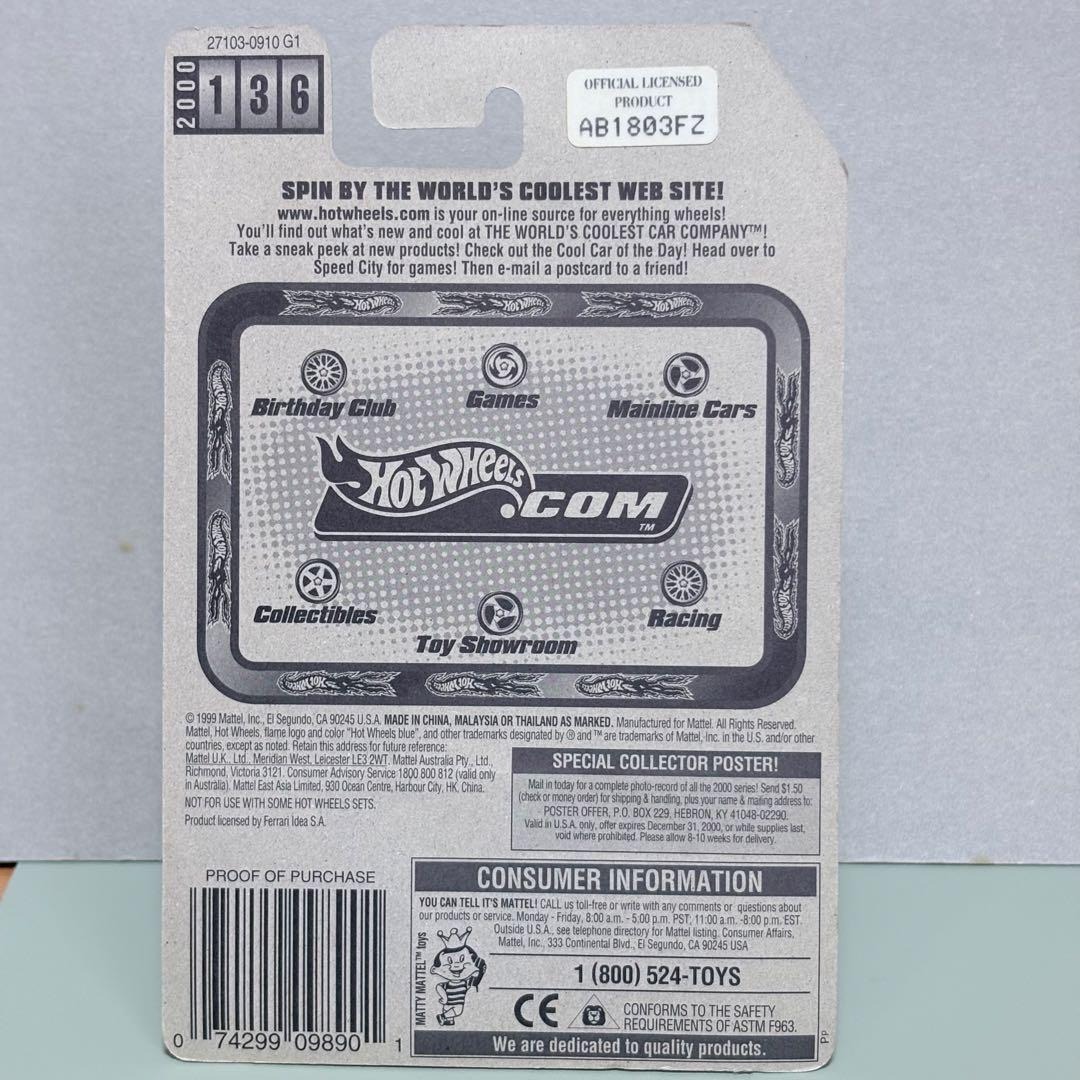 27103-0910 G1
2000
136
OFFICIAL LICENSED
PRODUCT
AB1803FZ
SPIN BY THE WORLD'S COOLEST WEB SITE!
www.hotwheels.com is your on-line source for everything wheels!
You'll find out what's new and cool at THE WORLD'S COOLEST CAR COMPANY™!
Take a sneak peek at new products! Check out the Cool Car of the Day! Head over to
Speed City for games! Then e-mail a postcard to a friend!
HOT WHEELS HOT WHEELS HOT WHEELS
Birthday Club
Games
Mainline Cars
HOT WHEELS
.COM™
Collectibles
Toy Showroom
Racing
HOT WHEELS HOT WHEELS HOT WHEELS
© 1999 Mattel, Inc., El Segundo, CA 90245 U.S.A. MADE IN CHINA, MALAYSIA OR THAILAND AS MARKED. Manufactured for Mattel. All Rights Reserved.
Mattel, Hot Wheels, flame logo and color "Hot Wheels blue", and other trademarks designated by ® and ™ are trademarks of Mattel, Inc. in the U.S. and/or other
countries, except as noted. Retain this address for future reference:
Mattel U.K. Ltd., Meridian West, Leicester LE3 2WT. Mattel Australia Pty., Ltd.,
Richmond, Victoria 3121. Consumer Advisory Service 1800 800 812 (valid only
in Australia). Mattel East Asia Limited, 930 Ocean Centre, Harbour City, HK, China.
NOT FOR USE WITH SOME HOT WHEELS SETS.
Product licensed by Ferrari Idea S.A.
SPECIAL COLLECTOR POSTER!
Mail in today for a complete photo-record of all the 2000 series! Send $1.50
(check or money order) for shipping & handling, plus your name & mailing address to:
POSTER OFFER, P.O. BOX 229, HEBRON, KY 41048-02290.
Valid in U.S.A. only, offer expires December 31, 2000, or while supplies last,
void where prohibited. Please allow 8-10 weeks for delivery.
PROOF OF PURCHASE
0 74299 09890 1
CONSUMER INFORMATION
YOU CAN TELL IT'S MATTEL! CALL us toll-free or write with any comments or questions about
our products or service. Monday - Friday, 8:00 a.m. - 5:00 p.m. PST, 11:00 a.m. -8:00 p.m. EST.
Outside U.S.A., see telephone directory for Mattel listing. Consumer Affairs,
Mattel, Inc., 333 Continental Blvd., El Segundo, CA 90245 USA
MATTY MATTEL™ toys
1 (800) 524-TOYS
CE
CONFORMS TO THE SAFETY
REQUIREMENTS OF ASTM F963.
We are dedicated to quality products.
PP